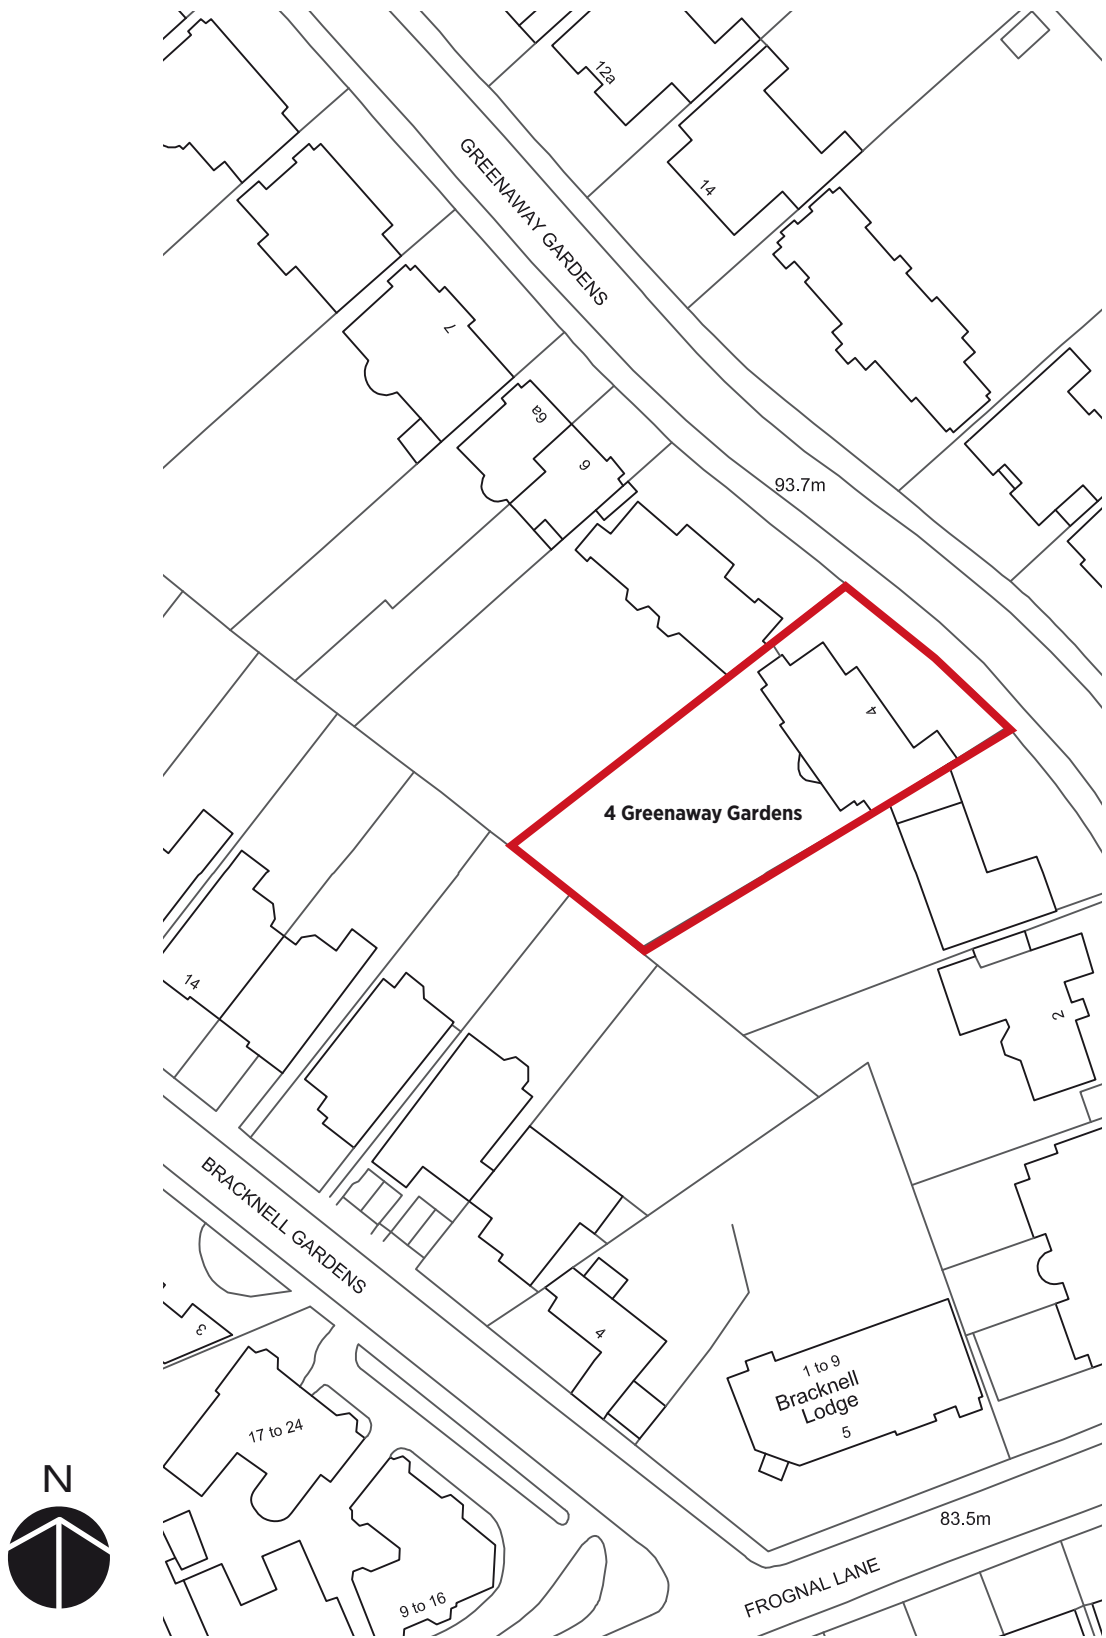 12a
14
GREENAWAY GARDENS
7
6a
6
93.7m
4
4 Greenaway Gardens
14
2
BRACKNELL GARDENS
3
4
1 to 9
Bracknell
Lodge
5
17 to 24
N
83.5m
FROGNAL LANE
9 to 16